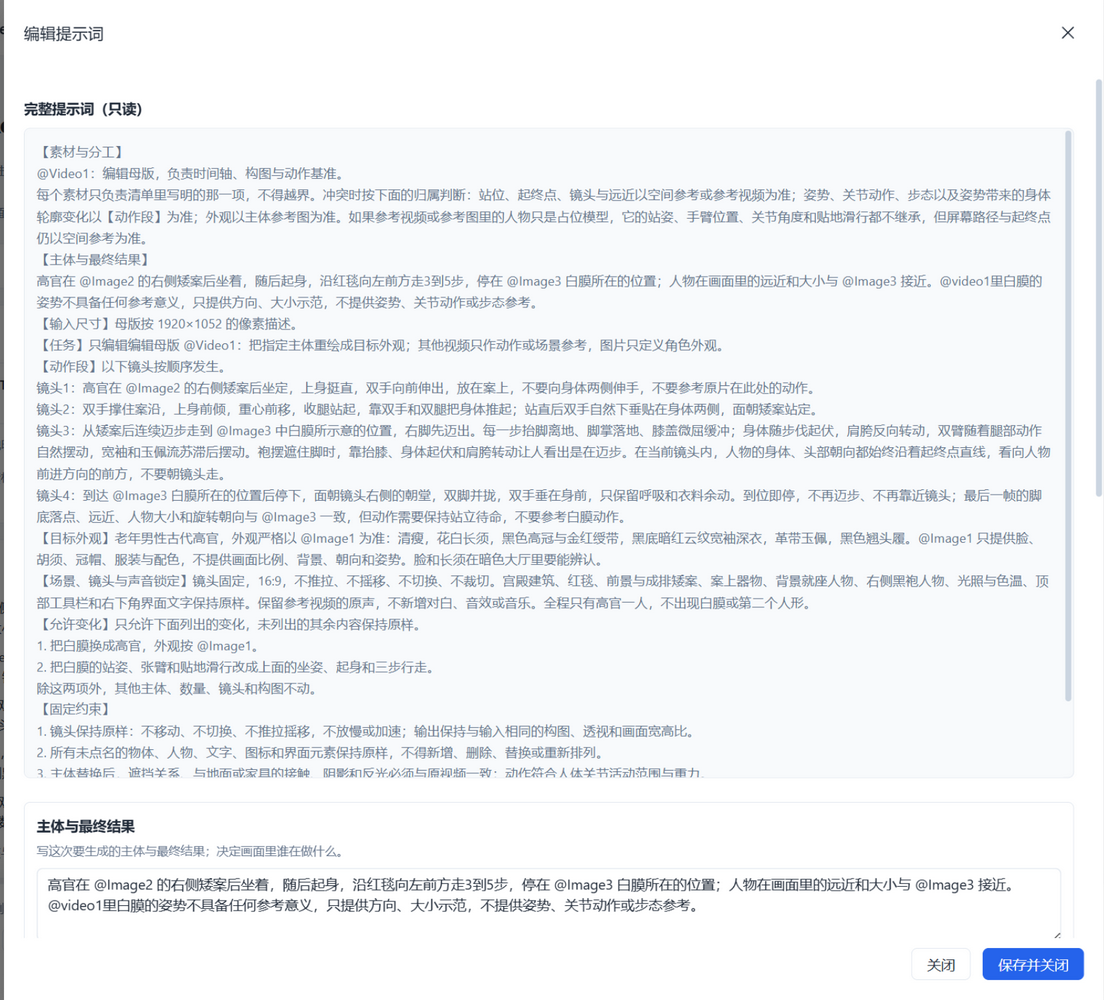 编辑提示词
完整提示词（只读）
【素材与分工】
@Video1：编辑母版，负责时间轴、构图与动作基准。
每个素材只负责清单里写明的那一项，不得越界。冲突时按下面的归属判断：站位、起终点、镜头与远近以空间参考或参考视频为准；姿势、关节动作、步态以及姿势带来的身体
轮廓变化以【动作段】为准；外观以主体参考图为准。如果参考视频或参考图里的人物只是占位模型，它的站姿、手臂位置、关节角度和贴地滑行都不继承，但屏幕路径与起终点
仍以空间参考为准。
【主体与最终结果】
高官在 @Image2 的右侧矮案后坐着，随后起身，沿红毯向左前方走3到5步，停在 @Image3 白膜所在的位置；人物在画面里的远近和大小与 @Image3 接近。@video1里白膜的
姿势不具备任何参考意义，只提供方向、大小示范，不提供姿势、关节动作或步态参考。
【输入尺寸】母版按 1920×1052 的像素描述。
【任务】只编辑编辑母版 @Video1：把指定主体重绘成目标外观；其他视频只作动作或场景参考，图片只定义角色外观。
【动作段】以下镜头按顺序发生。
镜头1：高官在 @Image2 的右侧矮案后坐定，上身挺直，双手向前伸出，放在案上，不要向身体两侧伸手，不要参考原片在此处的动作。
镜头2：双手撑住案沿，上身前倾，重心前移，收腿站起，靠双手和双腿把身体推起；站直后双手自然下垂贴在身体两侧，面朝矮案站定。
镜头3：从矮案后连续迈步走到 @Image3 中白膜所示意的位置，右脚先迈出。每一步抬脚离地、脚掌落地、膝盖微屈缓冲；身体随步伐起伏，肩胯反向转动，双臂随着腿部动作
自然摆动，宽袖和玉佩流苏滞后摆动。袍摆遮住脚时，靠抬膝、身体起伏和肩胯转动让人看出是在迈步。在当前镜头内，人物的身体、头部朝向都始终沿着起终点直线，看向人物
前进方向的前方，不要朝镜头走。
镜头4：到达 @Image3 白膜所在的位置后停下，面朝镜头右侧的朝堂，双脚并拢，双手垂在身前，只保留呼吸和衣料余动。到位即停，不再迈步、不再靠近镜头；最后一帧的脚
底落点、远近、人物大小和旋转朝向与 @Image3 一致，但动作需要保持站立待命，不要参考白膜动作。
【目标外观】老年男性古代高官，外观严格以 @Image1 为准：清瘦，花白长须，黑色高冠与金红绶带，黑底暗红云纹宽袖深衣，革带玉佩，黑色翘头履。@Image1 只提供脸、
胡须、冠帽、服装与配色，不提供画面比例、背景、朝向和姿势。脸和长须在暗色大厅里要能辨认。
【场景、镜头与声音锁定】镜头固定，16:9，不推拉、不摇移、不切换、不裁切。宫殿建筑、红毯、前景与成排矮案、案上器物、背景就座人物、右侧黑袍人物、光照与色温、顶
部工具栏和右下角界面文字保持原样。保留参考视频的原声，不新增对白、音效或音乐。全程只有高官一人，不出现白膜或第二个人形。
【允许变化】只允许下面列出的变化，未列出的其余内容保持原样。
1. 把白膜换成高官，外观按 @Image1。
2. 把白膜的站姿、张臂和贴地滑行改成上面的坐姿、起身和三步行走。
除这两项外，其他主体、数量、镜头和构图不动。
【固定约束】
1. 镜头保持原样：不移动、不切换、不推拉摇移，不放慢或加速；输出保持与输入相同的构图、透视和画面宽高比。
2. 所有未点名的物体、人物、文字、图标和界面元素保持原样，不得新增、删除、替换或重新排列。
3. 主体替换后，遮挡关系、与地面或家具的接触、阴影和反光必须与原视频一致；动作符合人体关节活动范围与重力。
主体与最终结果
写这次要生成的主体与最终结果；决定画面里谁在做什么。
高官在 @Image2 的右侧矮案后坐着，随后起身，沿红毯向左前方走3到5步，停在 @Image3 白膜所在的位置；人物在画面里的远近和大小与 @Image3 接近。
@video1里白膜的姿势不具备任何参考意义，只提供方向、大小示范，不提供姿势、关节动作或步态参考。
关闭
保存并关闭